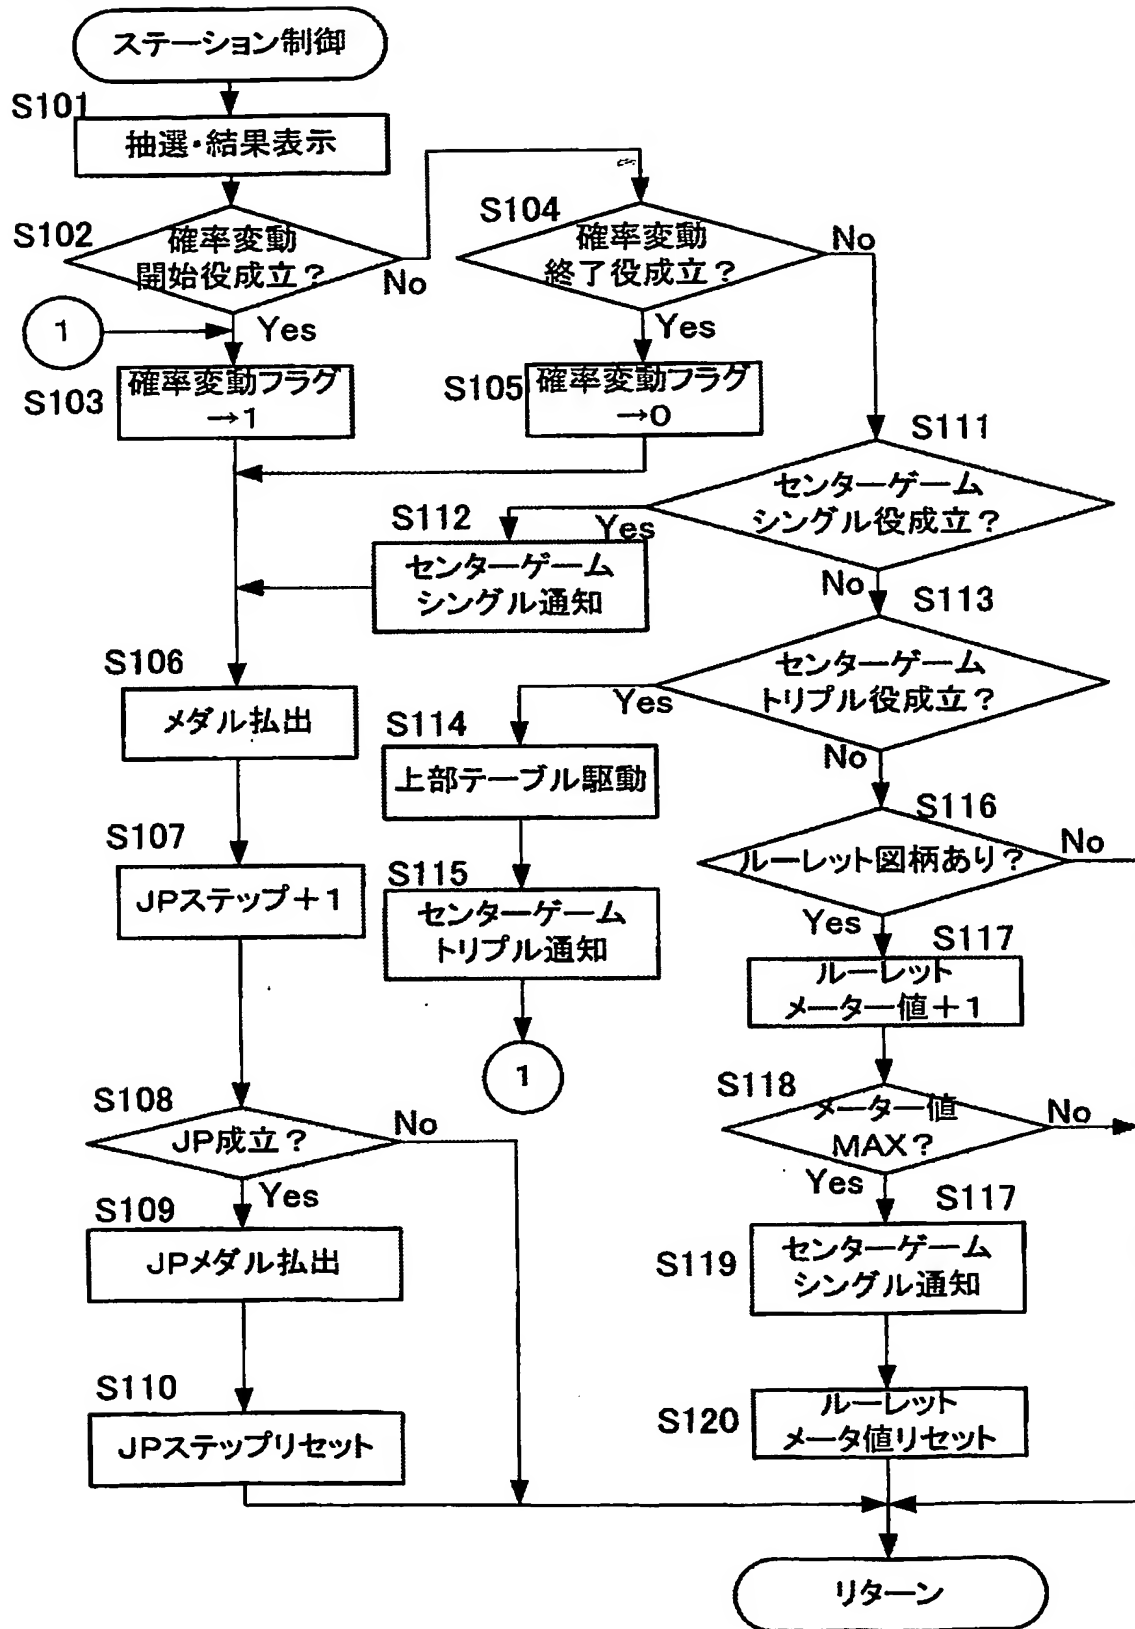 ステーション制御
S101
抽選・結果表示
S102
確率変動
開始役成立？
No
Yes
1
S103
確率変動フラグ
→1
S104
確率変動
終了役成立？
No
Yes
S105
確率変動フラグ
→0
S111
センターゲーム
シングル役成立？
Yes
No
S112
センターゲーム
シングル通知
S113
センターゲーム
トリプル役成立？
Yes
No
S106
メダル払出
S114
上部テーブル駆動
S107
JPステップ＋1
S115
センターゲーム
トリプル通知
1
S116
ルーレット図柄あり？
No
Yes
S117
ルーレット
メーター値＋1
S108
JP成立？
No
Yes
S118
メーター値
MAX？
No
Yes
S109
JPメダル払出
S117
S119
センターゲーム
シングル通知
S110
JPステップリセット
S120
ルーレット
メータ値リセット
リターン